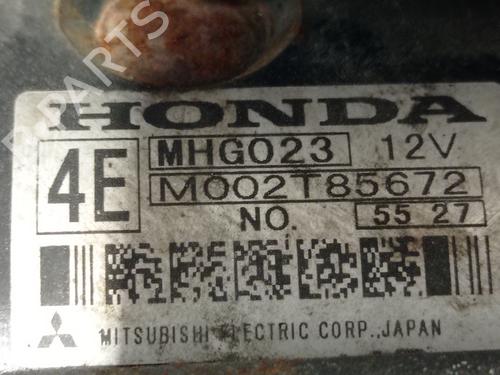 HONDA
4E
MHG023 12V
M002T85672
NO. 55 27
MITSUBISHI ELECTRIC CORP., JAPAN